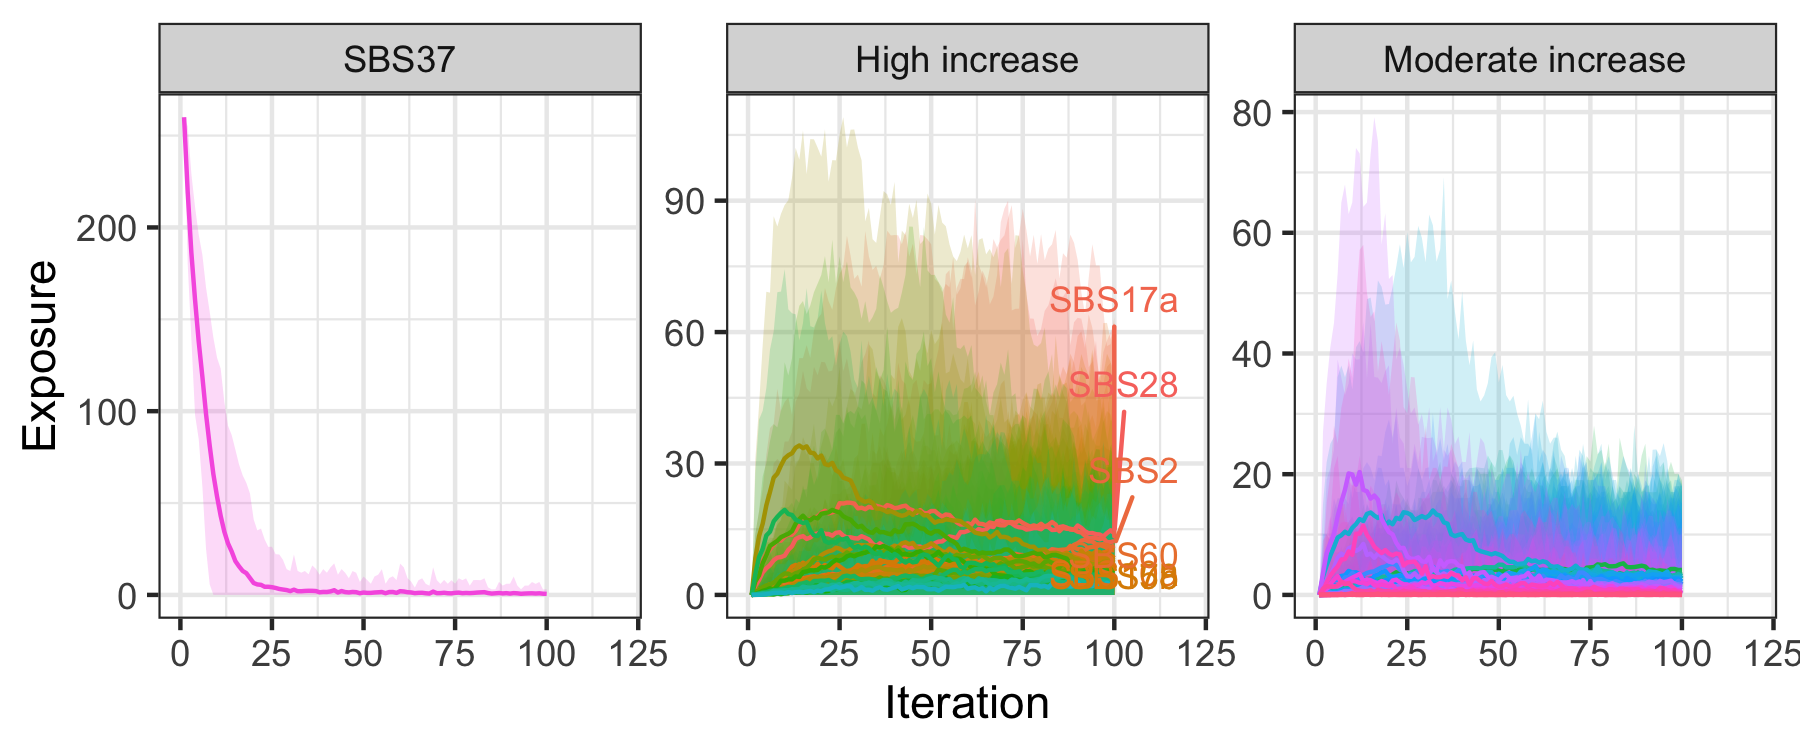 SBS37
High increase
Moderate increase
Exposure
200
100
0
90
60
30
0
80
60
40
20
0
SBS17a
SBS28
SBS2
SBS60
0 25 50 75 100 125
0 25 50 75 100 125
0 25 50 75 100 125
Iteration